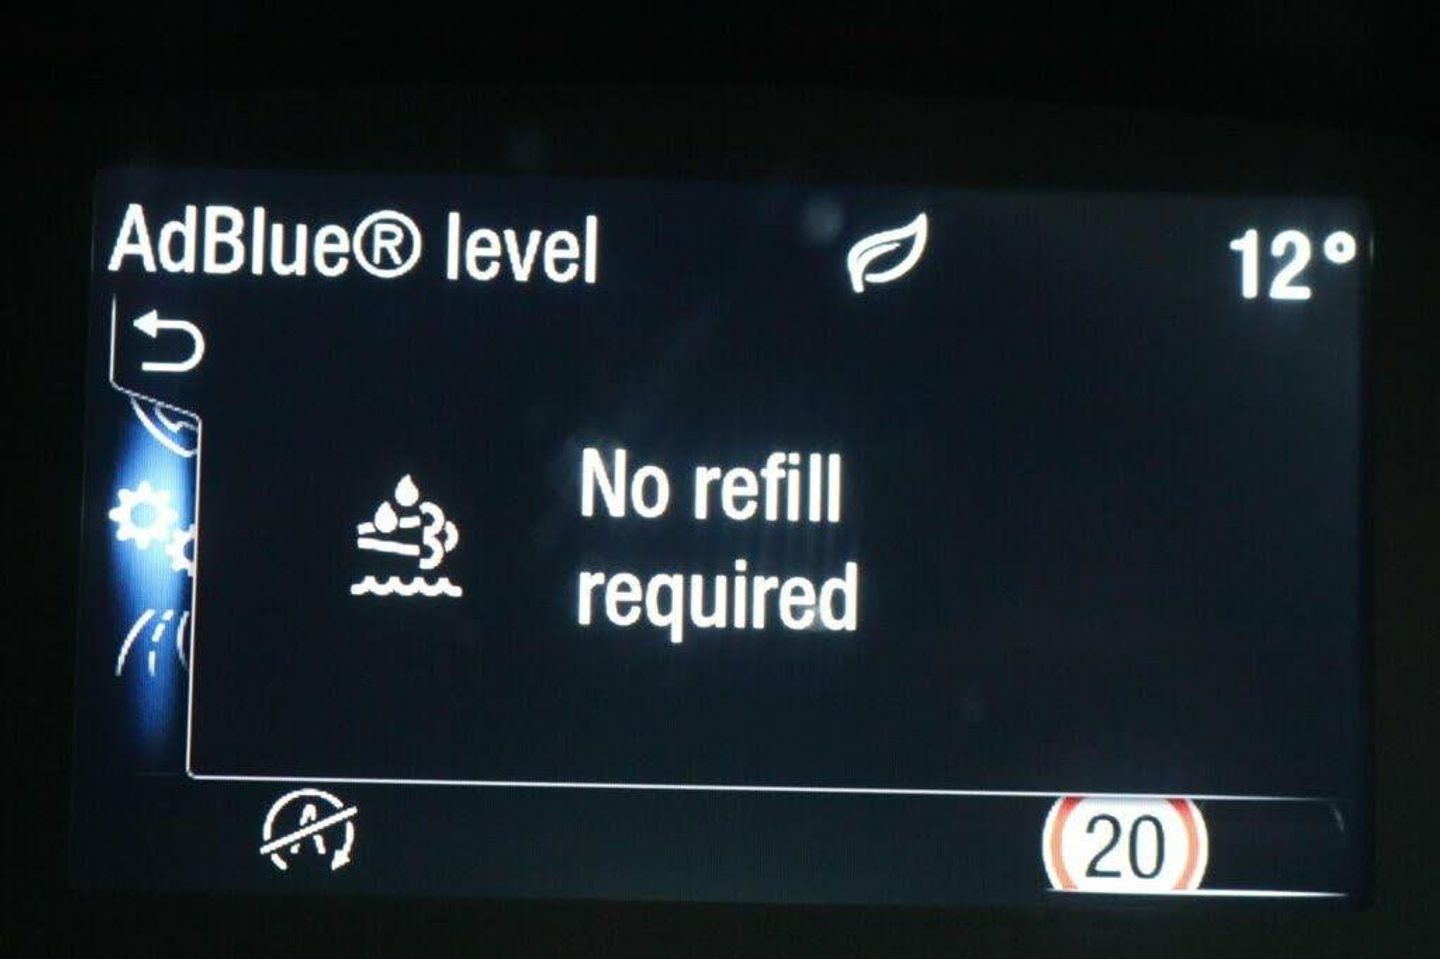 AdBlue® level
12°
No refill
required
A
20